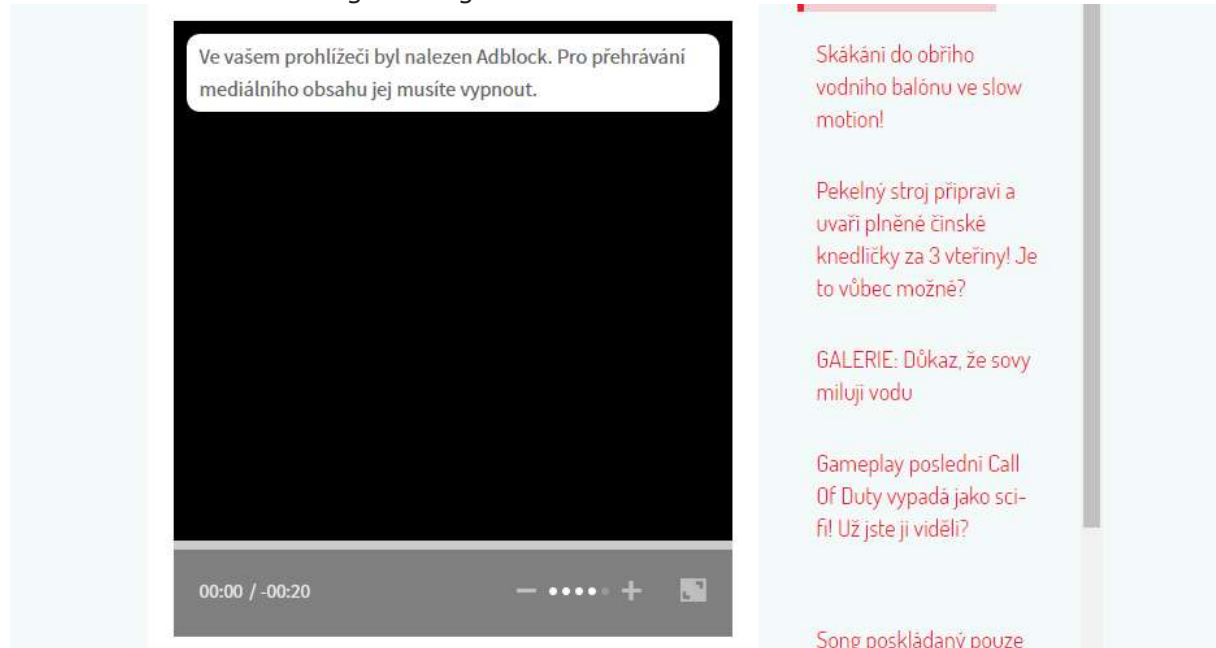 Ve vašem prohlížeči byl nalezen Adblock. Pro přehrávání
mediálního obsahu jej musíte vypnout.
00:00 / -00:20
Skákání do obřího
vodního balónu ve slow
motion!
Pekelný stroj připraví a
uvaří plněné čínské
knedlíčky za 3 vteřiny! Je
to vůbec možné?
GALERIE: Důkaz, že sovy
milují vodu
Gameplay poslední Call
Of Duty vypadá jako sci-
fi! Už jste ji viděli?
Song poskládaný pouze